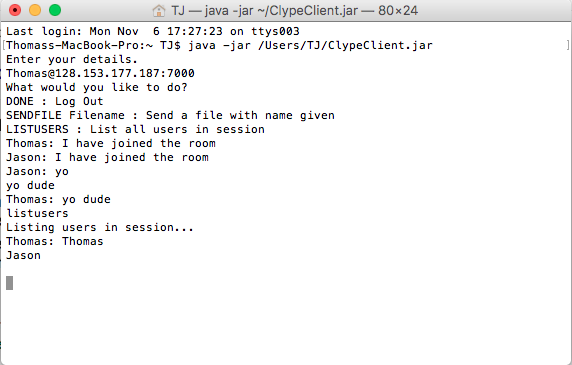 TJ — java -jar ~/ClypeClient.jar — 80×24
Last login: Mon Nov  6 17:27:23 on ttys003
[Thomass-MacBook-Pro:~ TJ$ java -jar /Users/TJ/ClypeClient.jar ]
Enter your details.
Thomas@128.153.177.187:7000
What would you like to do?
DONE : Log Out
SENDFILE Filename : Send a file with name given
LISTUSERS : List all users in session
Thomas: I have joined the room
Jason: I have joined the room
Jason: yo
yo dude
Thomas: yo dude
listusers
Listing users in session...
Thomas: Thomas
Jason